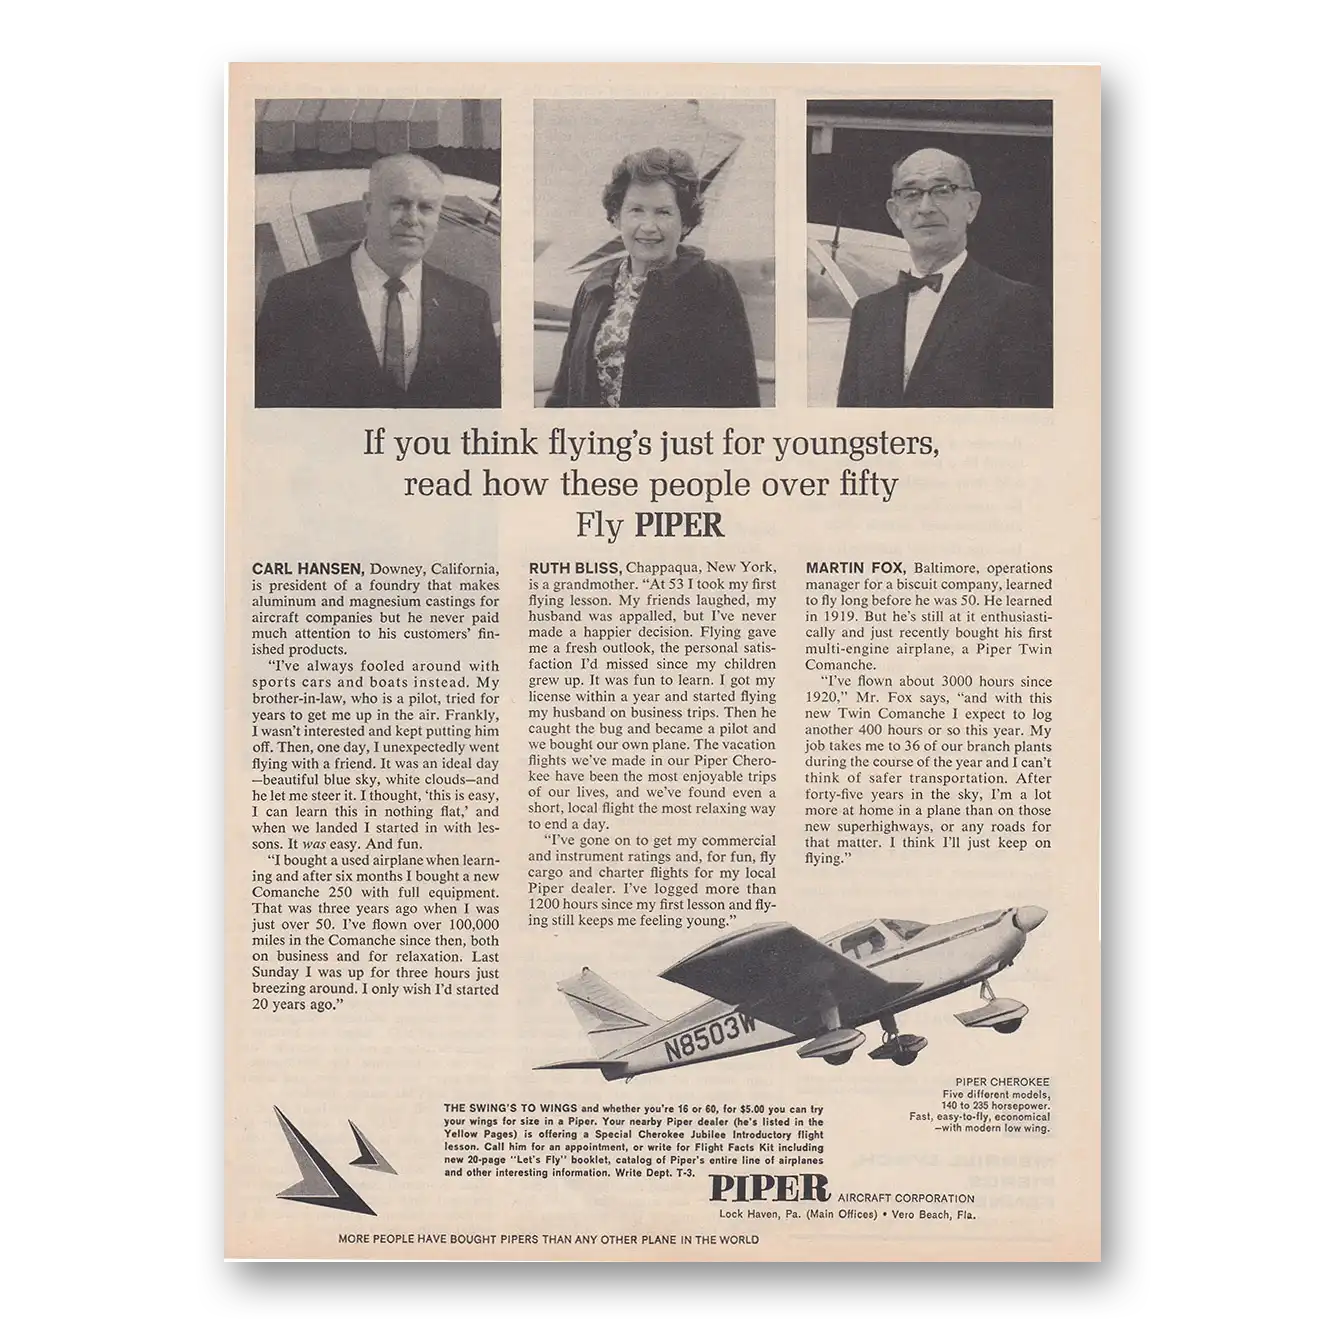 If you think flying's just for youngsters,
read how these people over fifty
Fly PIPER
CARL HANSEN, Downey, California,
is president of a foundry that makes
aluminum and magnesium castings for
aircraft companies but he never paid
much attention to his customers' fin-
ished products.
"I've always fooled around with
sports cars and boats instead. My
brother-in-law, who is a pilot, tried for
years to get me up in the air. Frankly,
I wasn't interested and kept putting him
off. Then, one day, I unexpectedly went
flying with a friend. It was an ideal day
—beautiful blue sky, white clouds—and
he let me steer it. I thought, 'this is easy,
I can learn this in nothing flat,' and
when we landed I started in with les-
sons. It was easy. And fun.
"I bought a used airplane when learn-
ing and after six months I bought a new
Comanche 250 with full equipment.
That was three years ago when I was
just over 50. I've flown over 100,000
miles in the Comanche since then, both
on business and for relaxation. Last
Sunday I was up for three hours just
breezing around. I only wish I'd started
20 years ago."
RUTH BLISS, Chappaqua, New York,
is a grandmother. "At 53 I took my first
flying lesson. My friends laughed, my
husband was appalled, but I've never
made a happier decision. Flying gave
me a fresh outlook, the personal satis-
faction I'd missed since my children
grew up. It was fun to learn. I got my
license within a year and started flying
my husband on business trips. Then he
caught the bug and became a pilot and
we bought our own plane. The vacation
flights we've made in our Piper Chero-
kee have been the most enjoyable trips
of our lives, and we've found even a
short, local flight the most relaxing way
to end a day.
"I've gone on to get my commercial
and instrument ratings and, for fun, fly
cargo and charter flights for my local
Piper dealer. I've logged more than
1200 hours since my first lesson and fly-
ing still keeps me feeling young."
MARTIN FOX, Baltimore, operations
manager for a biscuit company, learned
to fly long before he was 50. He learned
in 1919. But he's still at it enthusiasti-
cally and just recently bought his first
multi-engine airplane, a Piper Twin
Comanche.
"I've flown about 3000 hours since
1920," Mr. Fox says, "and with this
new Twin Comanche I expect to log
another 400 hours or so this year. My
job takes me to 36 of our branch plants
during the course of the year and I can't
think of safer transportation. After
forty-five years in the sky, I'm a lot
more at home in a plane than on those
new superhighways, or any roads for
that matter. I think I'll just keep on
flying."
N8503W
PIPER CHEROKEE
Five different models,
140 to 235 horsepower.
Fast, easy-to-fly, economical
—with modern low wing.
THE SWING'S TO WINGS and whether you're 16 or 60, for $5.00 you can try
your wings for size in a Piper. Your nearby Piper dealer (he's listed in the
Yellow Pages) is offering a Special Cherokee Jubilee Introductory flight
lesson. Call him for an appointment, or write for Flight Facts Kit including
new 20-page "Let's Fly" booklet, catalog of Piper's entire line of airplanes
and other interesting information. Write Dept. T-3.
PIPER AIRCRAFT CORPORATION
Lock Haven, Pa. (Main Offices) • Vero Beach, Fla.
MORE PEOPLE HAVE BOUGHT PIPERS THAN ANY OTHER PLANE IN THE WORLD